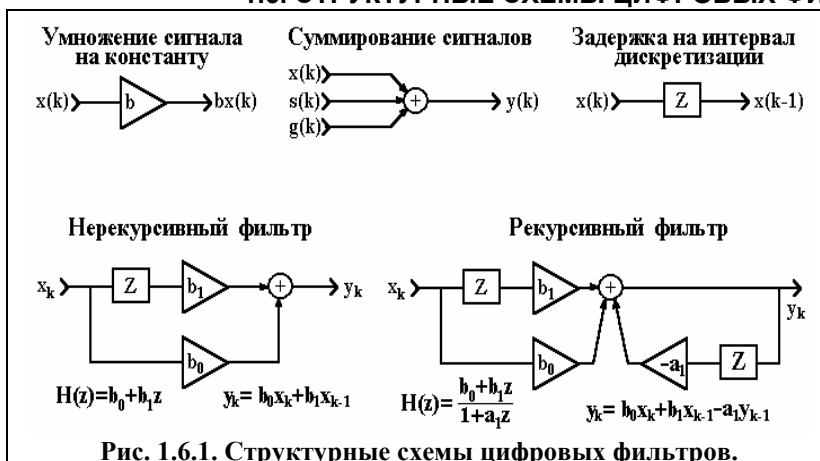 Умножение сигнала
на константу
x(k) b bx(k)
Суммирование сигналов
x(k)
s(k) + y(k)
g(k)
Задержка на интервал
дискретизации
x(k) Z x(k-1)
Нерекурсивный фильтр
xₖ Z b₁ + yₖ
b₀
H(z)=b₀+b₁z yₖ= b₀xₖ+b₁xₖ₋₁
Рекурсивный фильтр
xₖ Z b₁ + yₖ
b₀ -a₁ Z
H(z)= b₀+b₁z
1+a₁z
yₖ= b₀xₖ+b₁xₖ₋₁-a₁yₖ₋₁
Рис. 1.6.1. Структурные схемы цифровых фильтров.